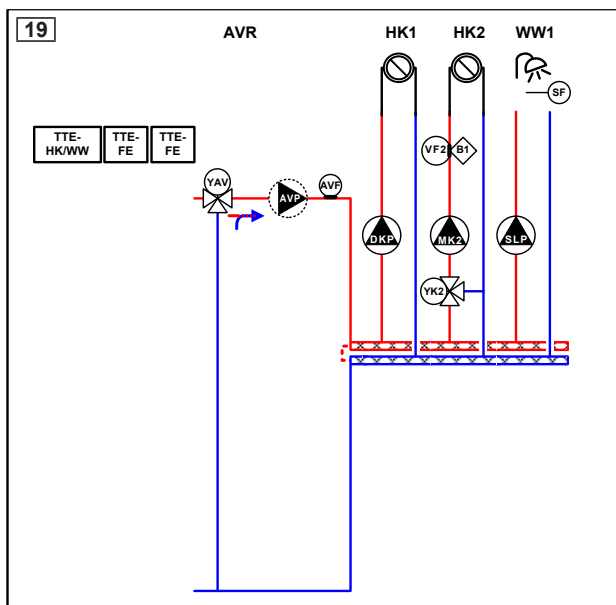 19
AVR
HK1
HK2
WW1
SF
TTE-
HK/WW
TTE-
FE
TTE-
FE
VF2
B1
YAV
AVP
AVF
DKP
MK2
SLP
YK2